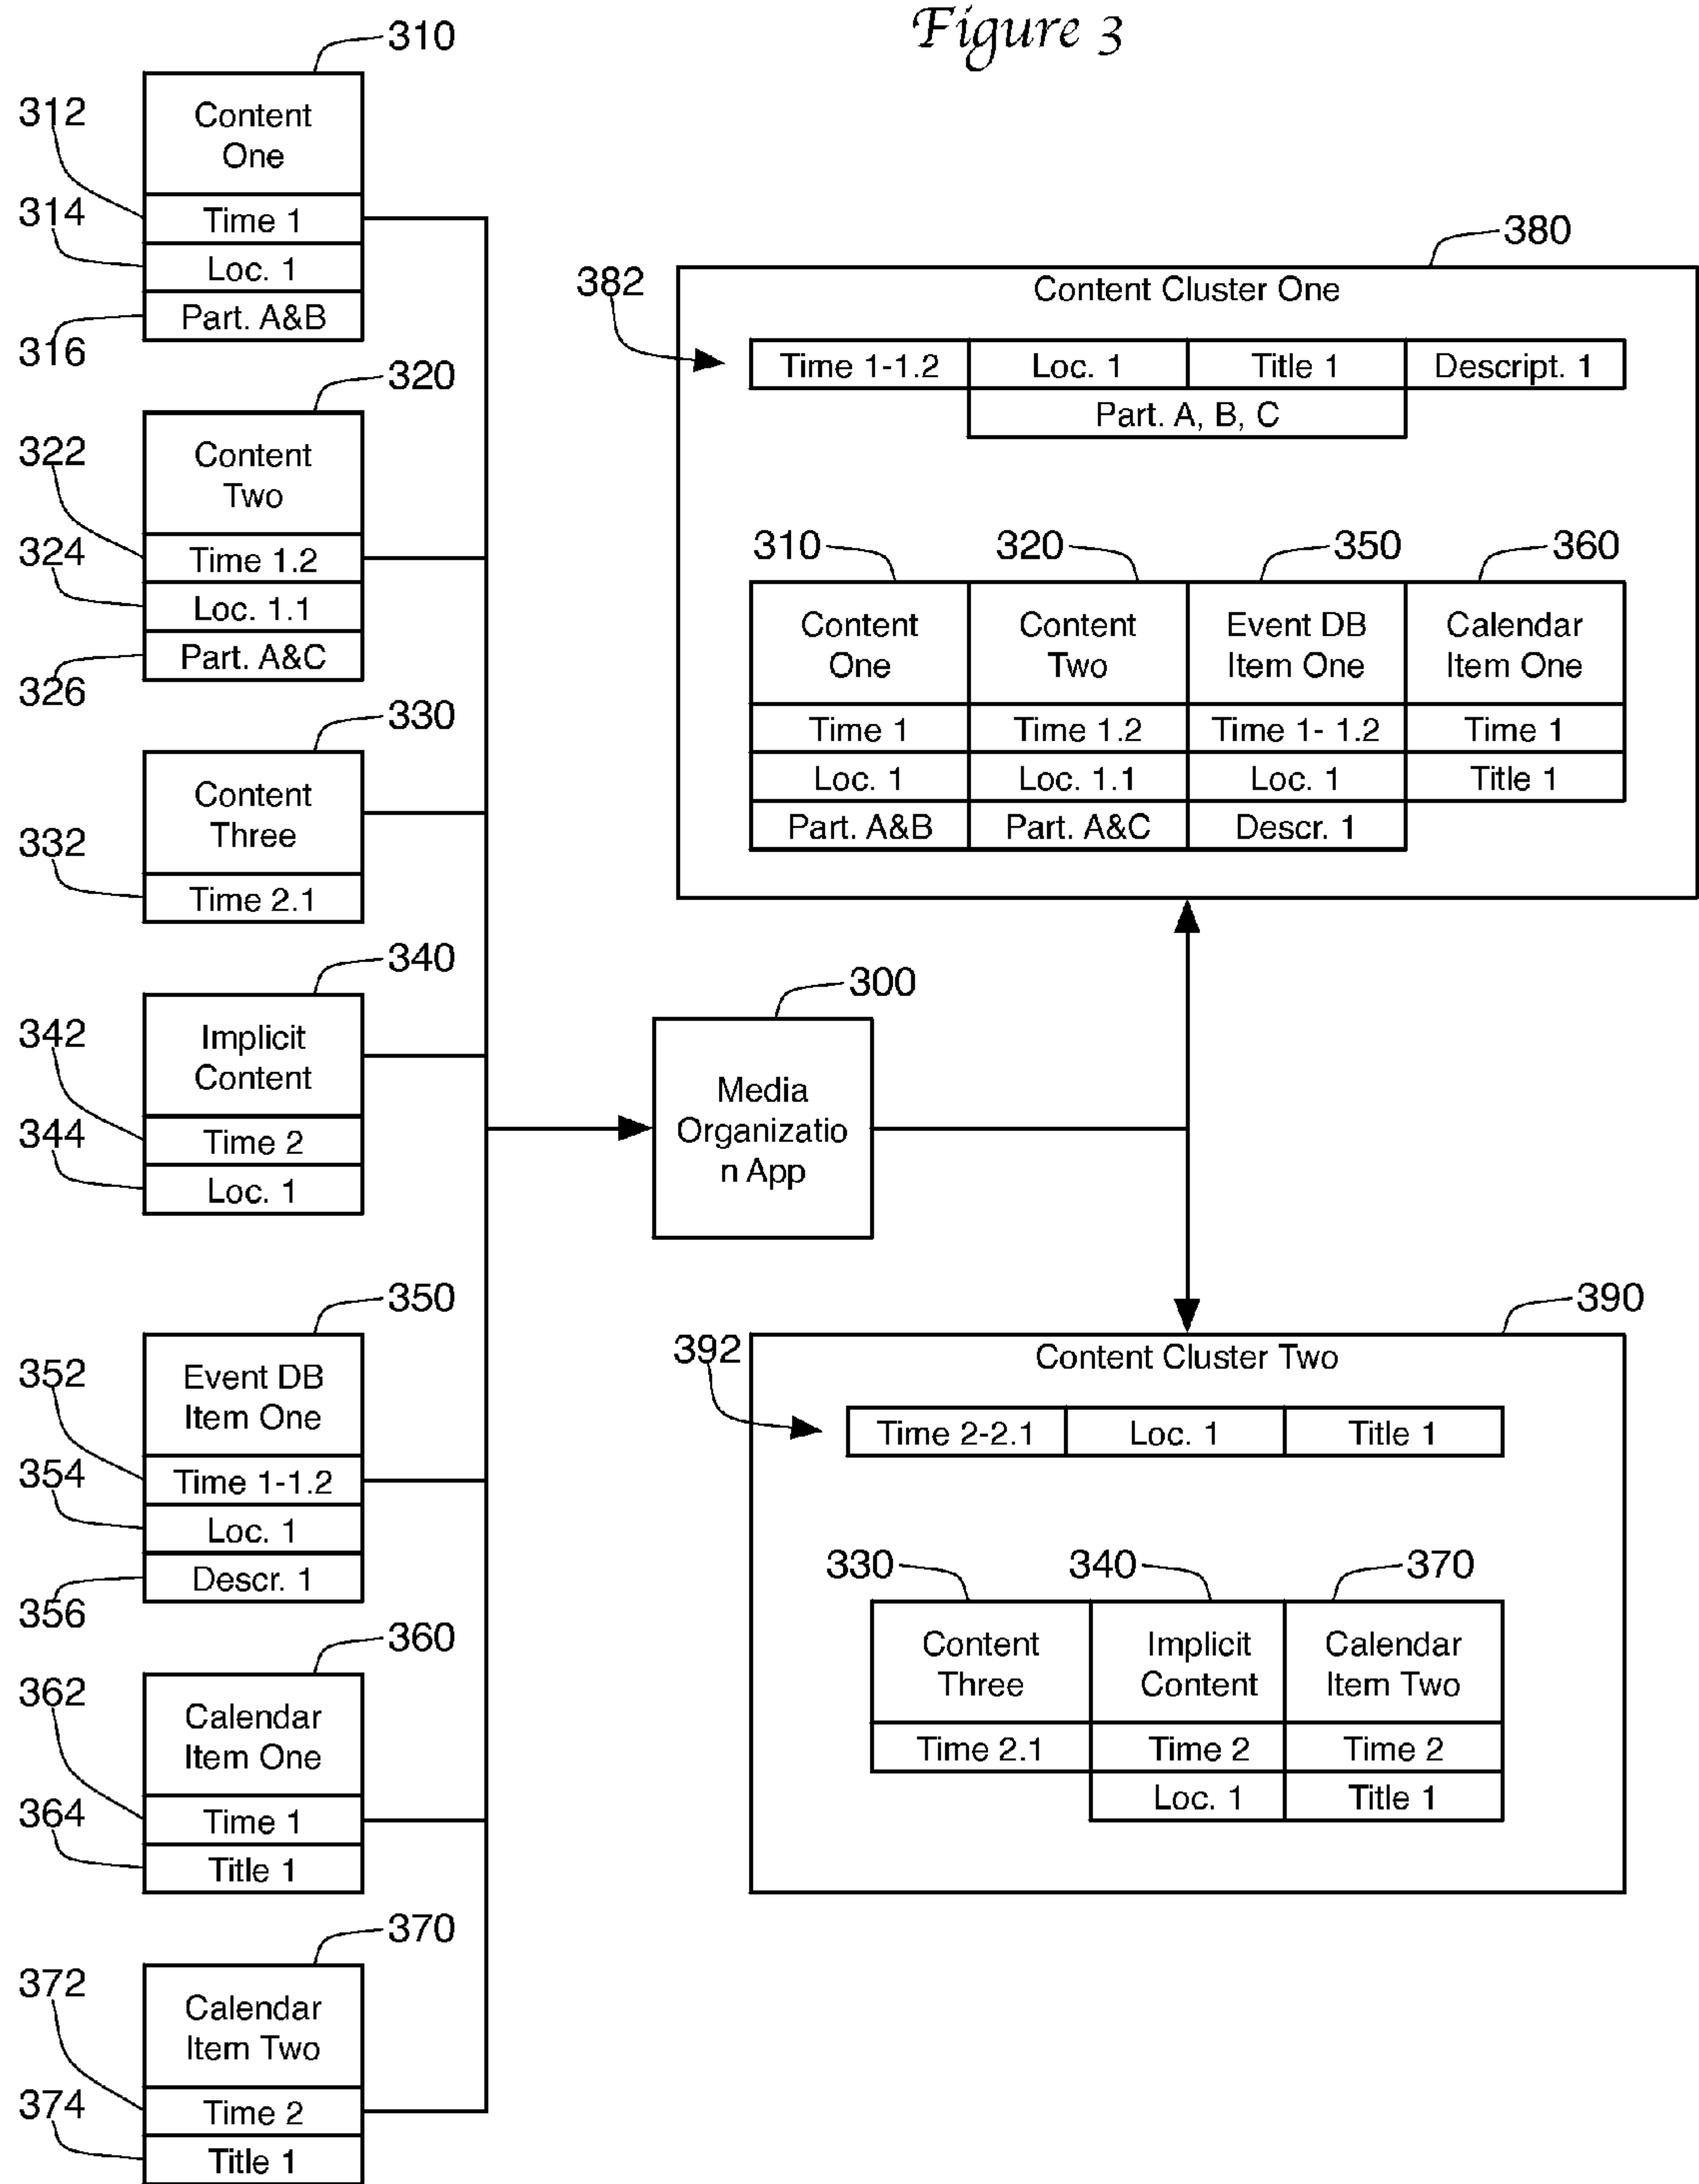 Figure 3
310
312
Content
One
314
Time 1
Loc. 1
316
Part. A&B
320
322
Content
Two
324
Time 1.2
Loc. 1.1
326
Part. A&C
330
Content
Three
332
Time 2.1
340
342
Implicit
Content
344
Time 2
Loc. 1
350
352
Event DB
Item One
354
Time 1-1.2
Loc. 1
356
Descr. 1
360
362
Calendar
Item One
364
Time 1
Title 1
370
372
Calendar
Item Two
374
Time 2
Title 1
300
Media
Organizatio
n App
380
382
Content Cluster One
Time 1-1.2 Loc. 1 Title 1 Descript. 1
Part. A, B, C
310 320 350 360
Content Content Event DB Calendar
One Two Item One Item One
Time 1 Time 1.2 Time 1- 1.2 Time 1
Loc. 1 Loc. 1.1 Loc. 1 Title 1
Part. A&B Part. A&C Descr. 1
390
392
Content Cluster Two
Time 2-2.1 Loc. 1 Title 1
330 340 370
Content Implicit Calendar
Three Content Item Two
Time 2.1 Time 2 Time 2
Loc. 1 Title 1